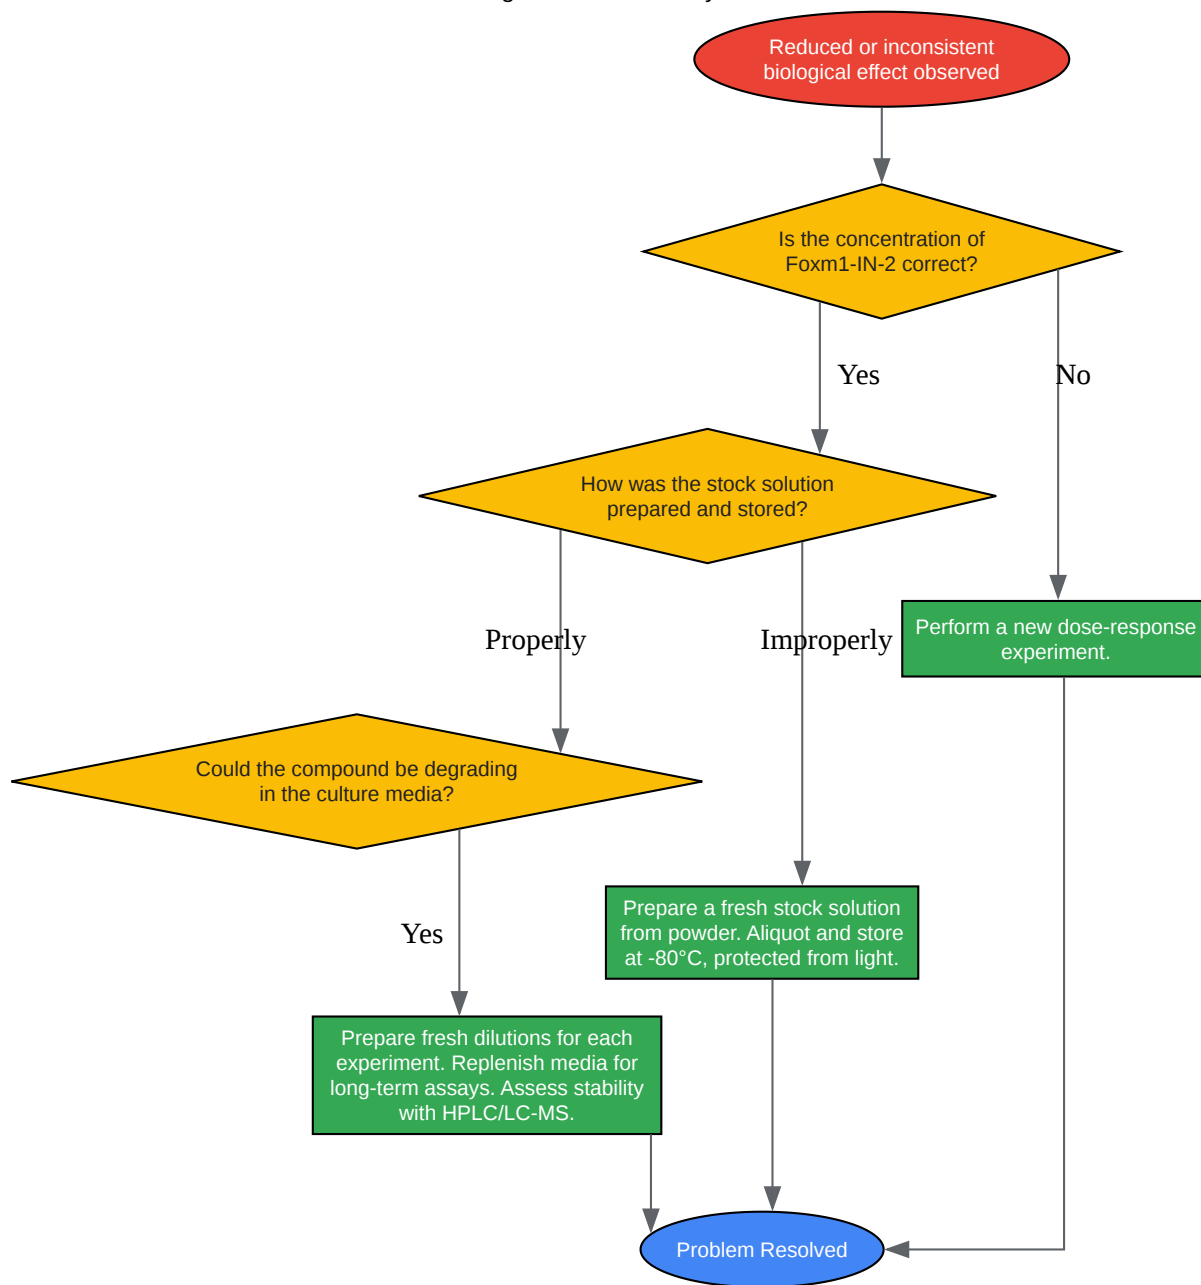 Reduced or inconsistent
biological effect observed
Is the concentration of
Foxm1-IN-2 correct?
Yes
No
How was the stock solution
prepared and stored?
Properly
Improperly
Perform a new dose-response
experiment.
Could the compound be degrading
in the culture media?
Yes
Prepare a fresh stock solution
from powder. Aliquot and store
at -80°C, protected from light.
Prepare fresh dilutions for each
experiment. Replenish media for
long-term assays. Assess stability
with HPLC/LC-MS.
Problem Resolved